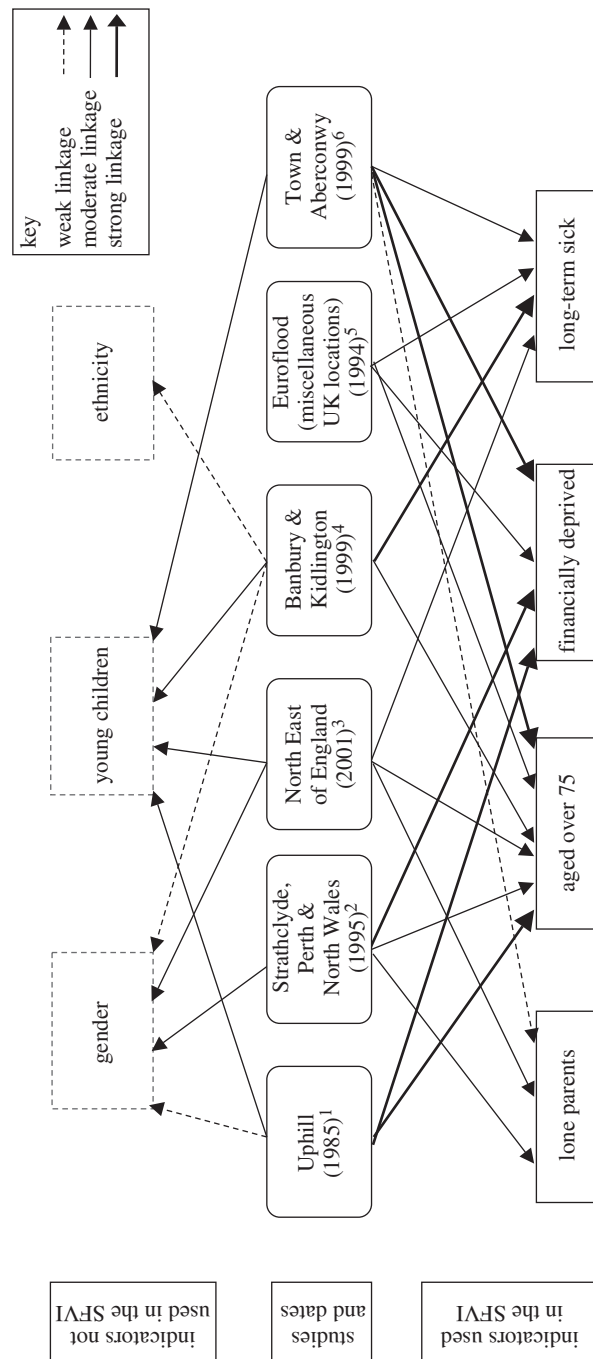 key
weak linkage
moderate linkage
strong linkage
indicators not
used in the SFVI
gender
young children
ethnicity
studies
and dates
Uphill
(1985)1
Strathclyde,
Perth &
North Wales
(1995)2
North East
of England
(2001)3
Banbury &
Kidlington
(1999)4
Euroflood
(miscellaneous
UK locations)
(1994)5
Town &
Aberconwy
(1999)6
indicators used
in the SFVI
lone parents
aged over 75
financially deprived
long-term sick